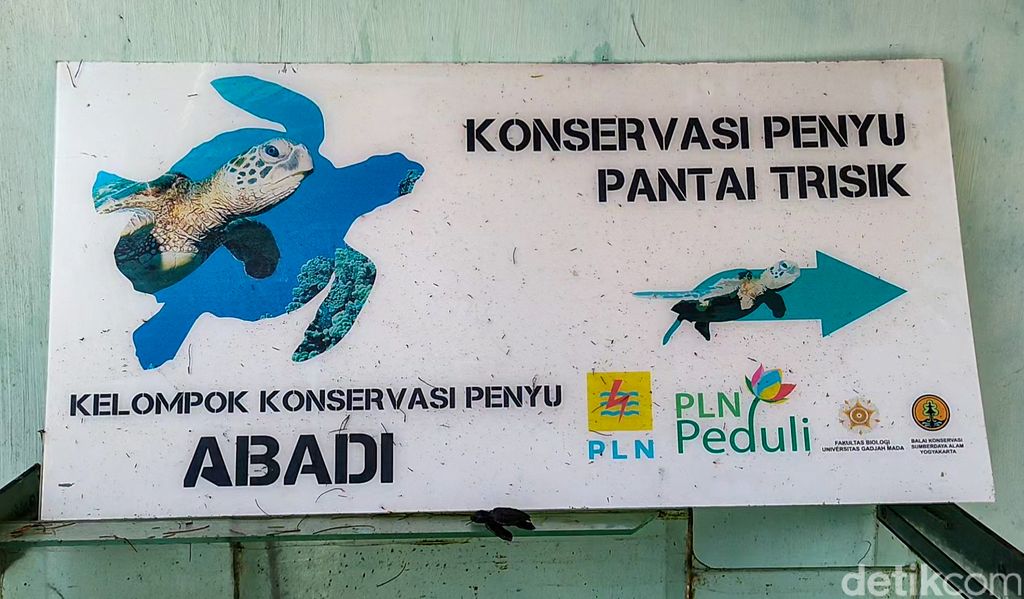 KONSERVASI PENYU
PANTAI TRISIK
KELOMPOK KONSERVASI PENYU
ABADI
PLN
PLN
Peduli
FAKULTAS BIOLOGI
UNIVERSITAS GADJAH MADA
BALAI KONSERVASI
SUMBERDAYA ALAM
YOGYAKARTA
detikcom